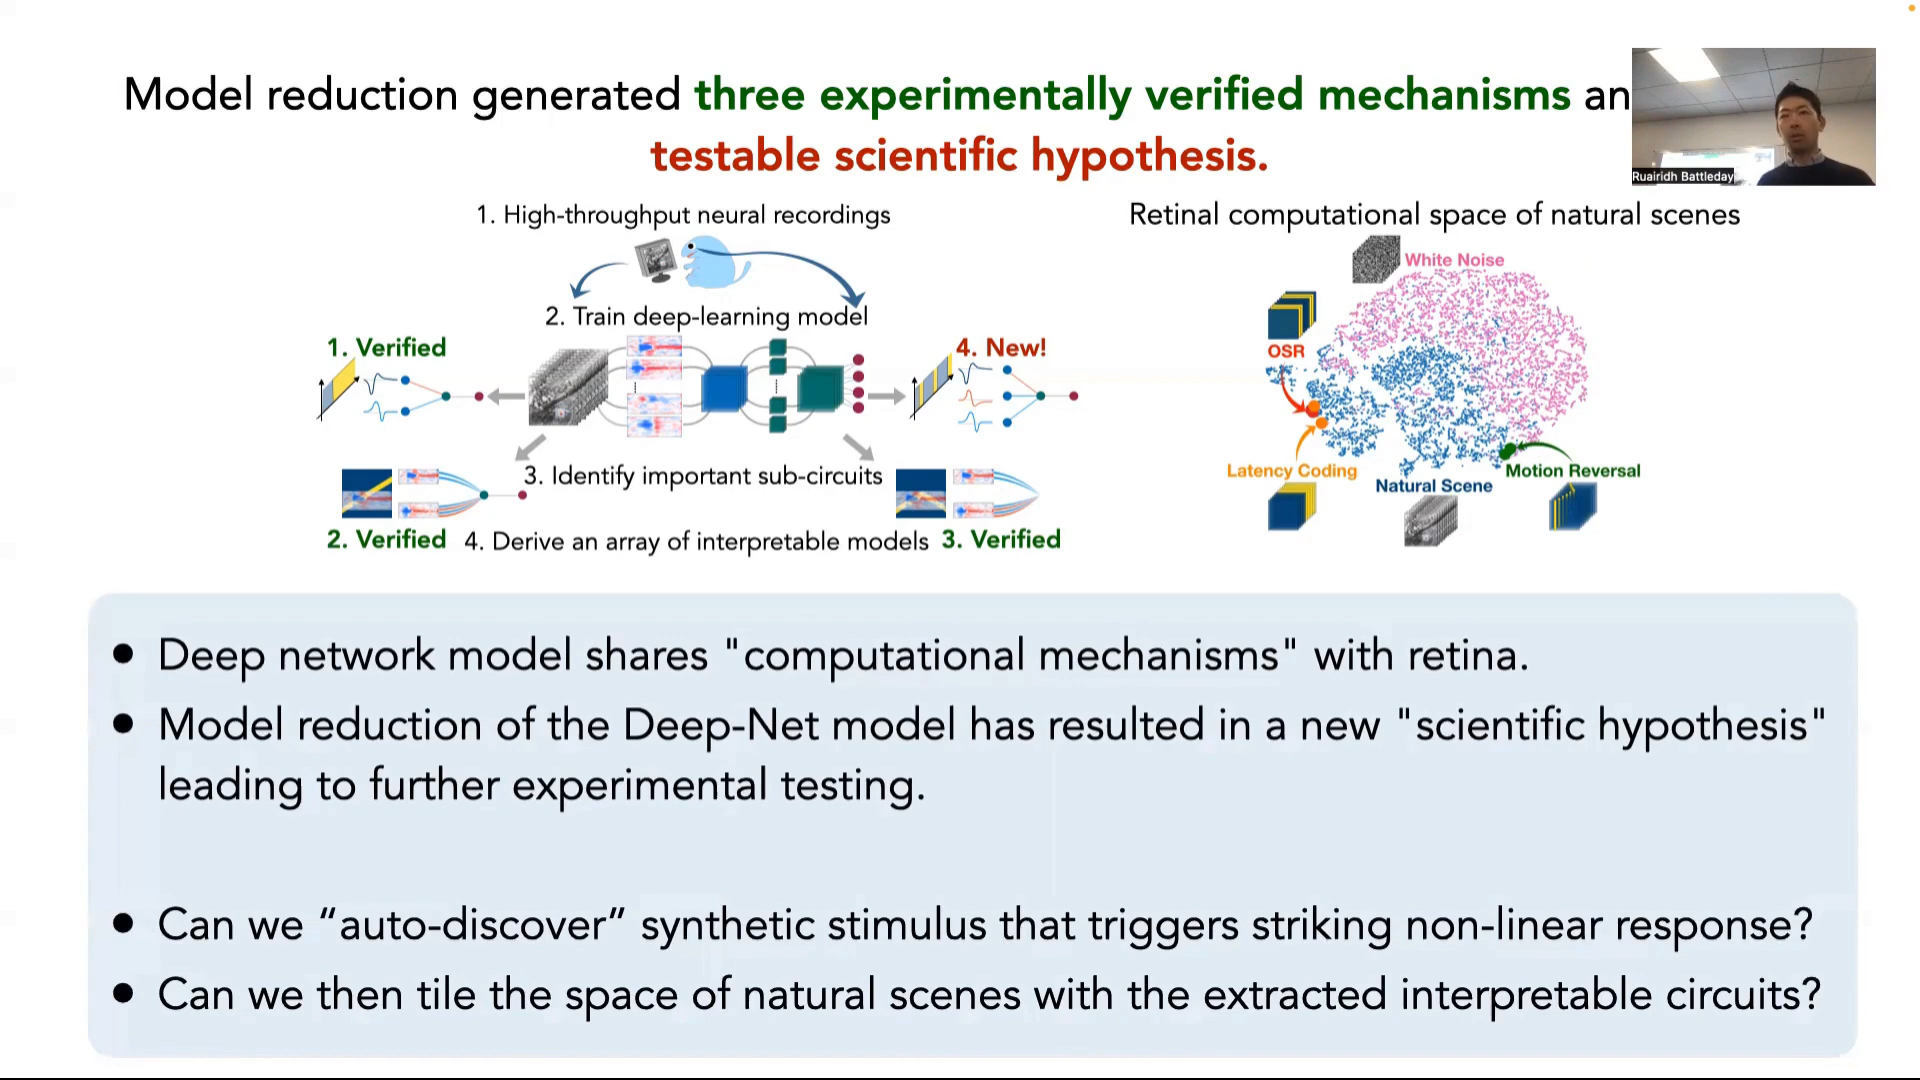 Model reduction generated three experimentally verified mechanisms an
testable scientific hypothesis.
Ruairidh Battleday
1. High-throughput neural recordings
2. Train deep-learning model
1. Verified
4. New!
3. Identify important sub-circuits
2. Verified
4. Derive an array of interpretable models
3. Verified
Retinal computational space of natural scenes
White Noise
OSR
Latency Coding
Natural Scene
Motion Reversal
• Deep network model shares "computational mechanisms" with retina.
• Model reduction of the Deep-Net model has resulted in a new "scientific hypothesis"
leading to further experimental testing.
• Can we “auto-discover” synthetic stimulus that triggers striking non-linear response?
• Can we then tile the space of natural scenes with the extracted interpretable circuits?